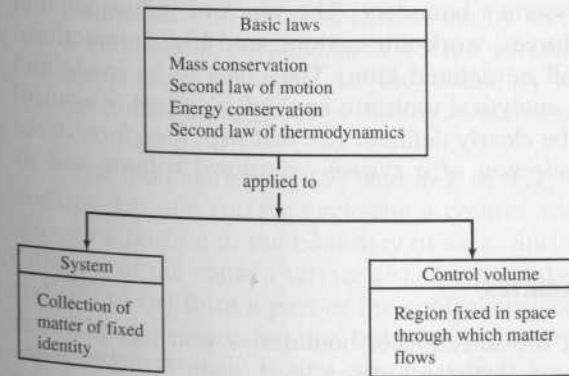 Basic laws
Mass conservation
Second law of motion
Energy conservation
Second law of thermodynamics
applied to
System
Collection of
matter of fixed
identity
Control volume
Region fixed in space
through which matter
flows